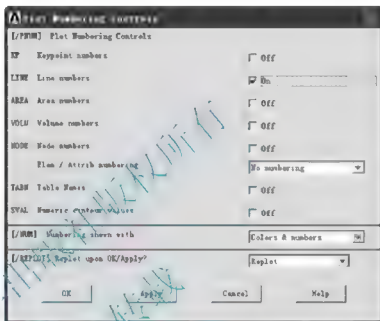 Plot Numbering Controls
[/PNUM] Plot Numbering Controls
KP Keypoint numbers Off
LINE Line numbers On
AREA Area numbers Off
VOLU Volume numbers Off
NODE Node numbers Off
Elem / Attrib numbering No numbering
TABN Table Names Off
SVAL Numeric contour values Off
[/NUM] Numbering shown with Colors & numbers
[/REPLOT] Replot upon OK/Apply? Replot
OK Apply Cancel Help